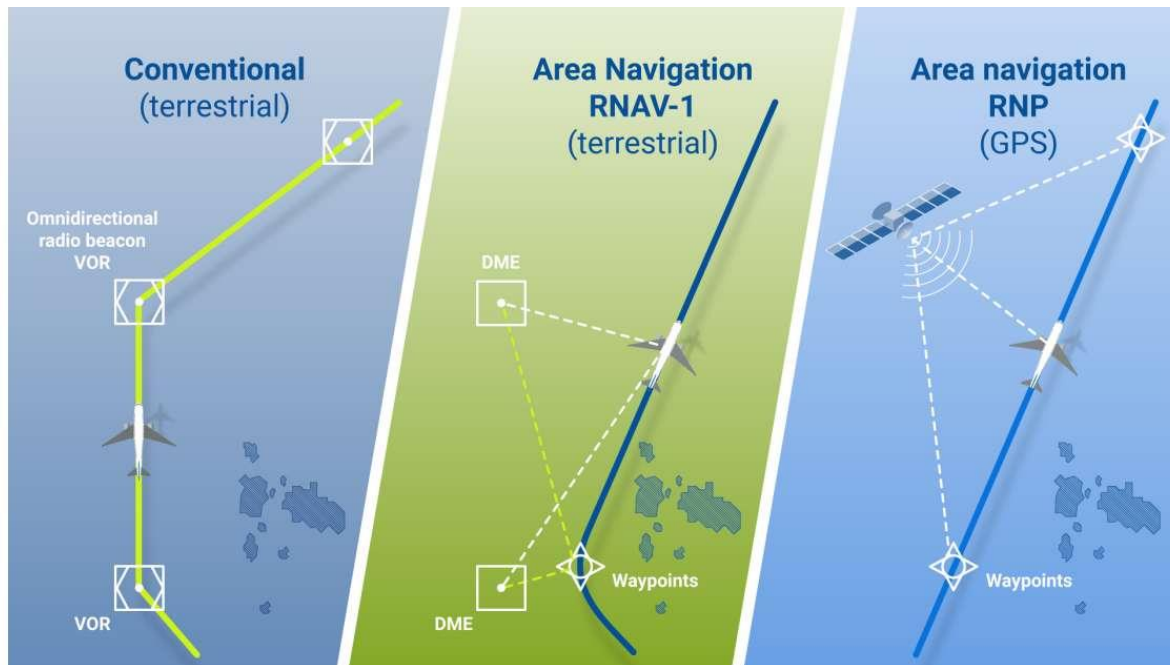 Conventional
(terrestrial)
Omnidirectional
radio beacon
VOR
VOR
Area Navigation
RNAV-1
(terrestrial)
DME
DME
Waypoints
Area navigation
RNP
(GPS)
Waypoints